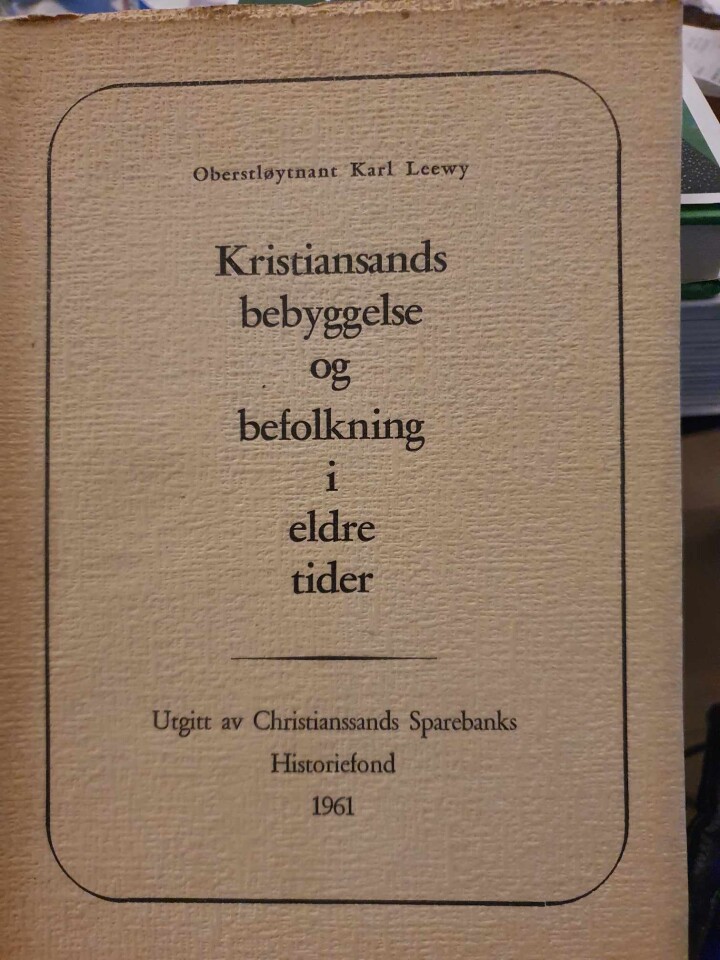 Oberstløytnant Karl Leewy
Kristiansands
bebyggelse
og
befolkning
i
eldre
tider
Utgitt av Christianssands Sparebanks
Historiefond
1961